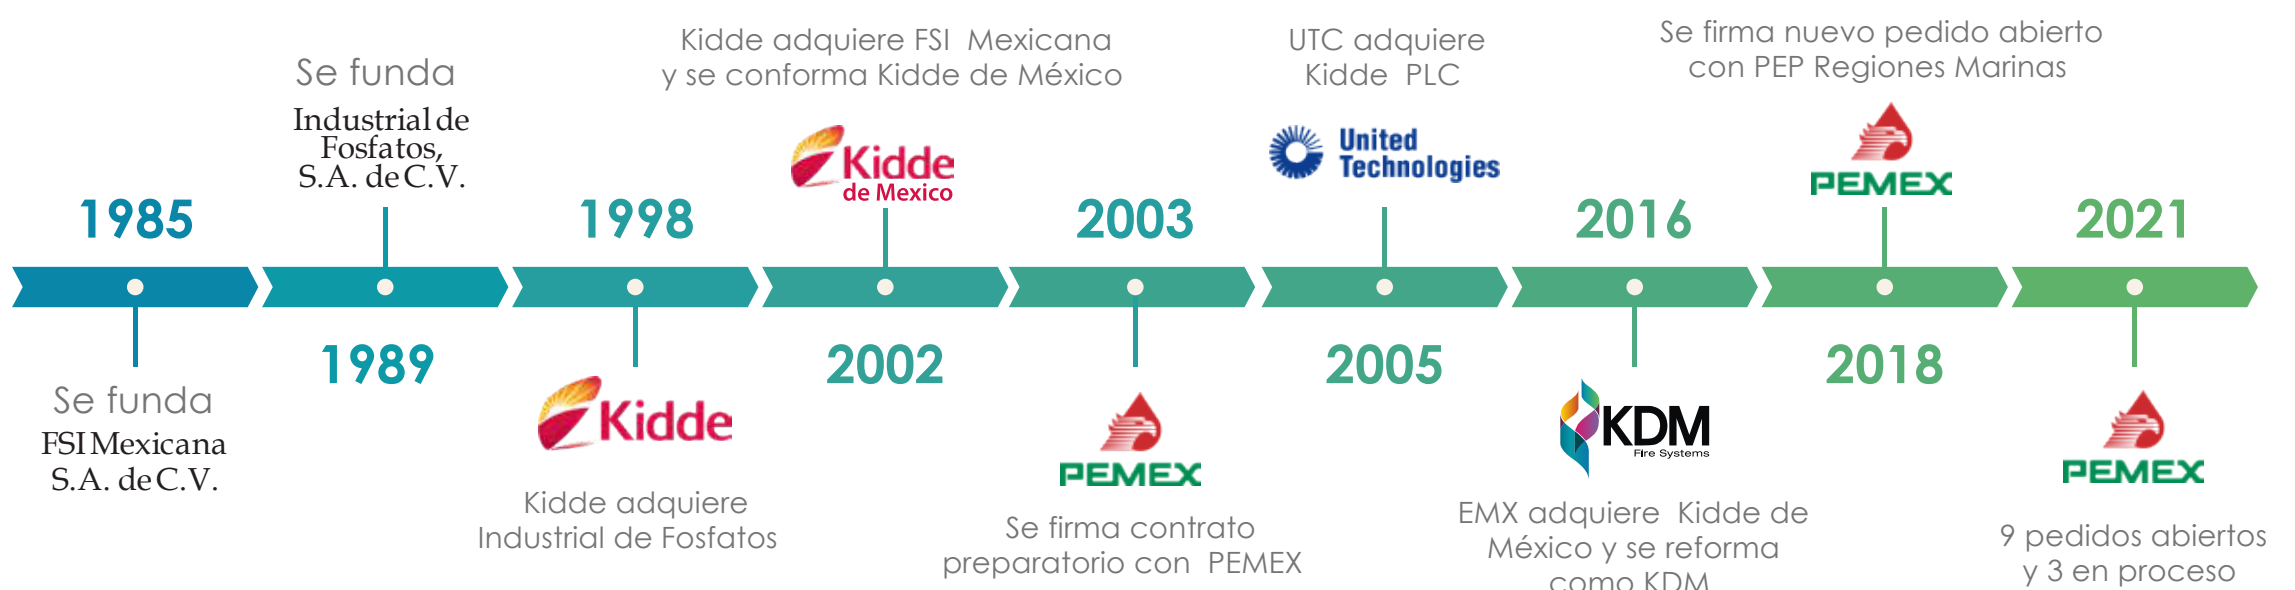 1985
Se funda
FSI Mexicana
S.A. de C.V.
Se funda
Industrial de
Fosfatos,
S.A. de C.V.
1989
1998
Kidde
Kidde adquiere
Industrial de Fosfatos
Kidde adquiere FSI Mexicana
y se conforma Kidde de México
Kidde
de Mexico
2002
2003
PEMEX
Se firma contrato
preparatorio con PEMEX
UTC adquiere
Kidde PLC
United
Technologies
2005
2016
KDM
Fire Systems
EMX adquiere Kidde de
México y se reforma
como KDM
Se firma nuevo pedido abierto
con PEP Regiones Marinas
PEMEX
2018
2021
PEMEX
9 pedidos abiertos
y 3 en proceso